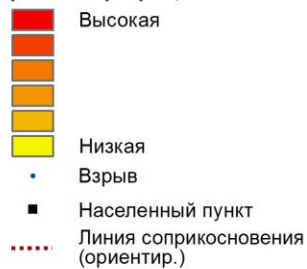 Высокая
Низкая
Взрыв
Населенный пункт
Линия соприкосновения
(ориентир.)